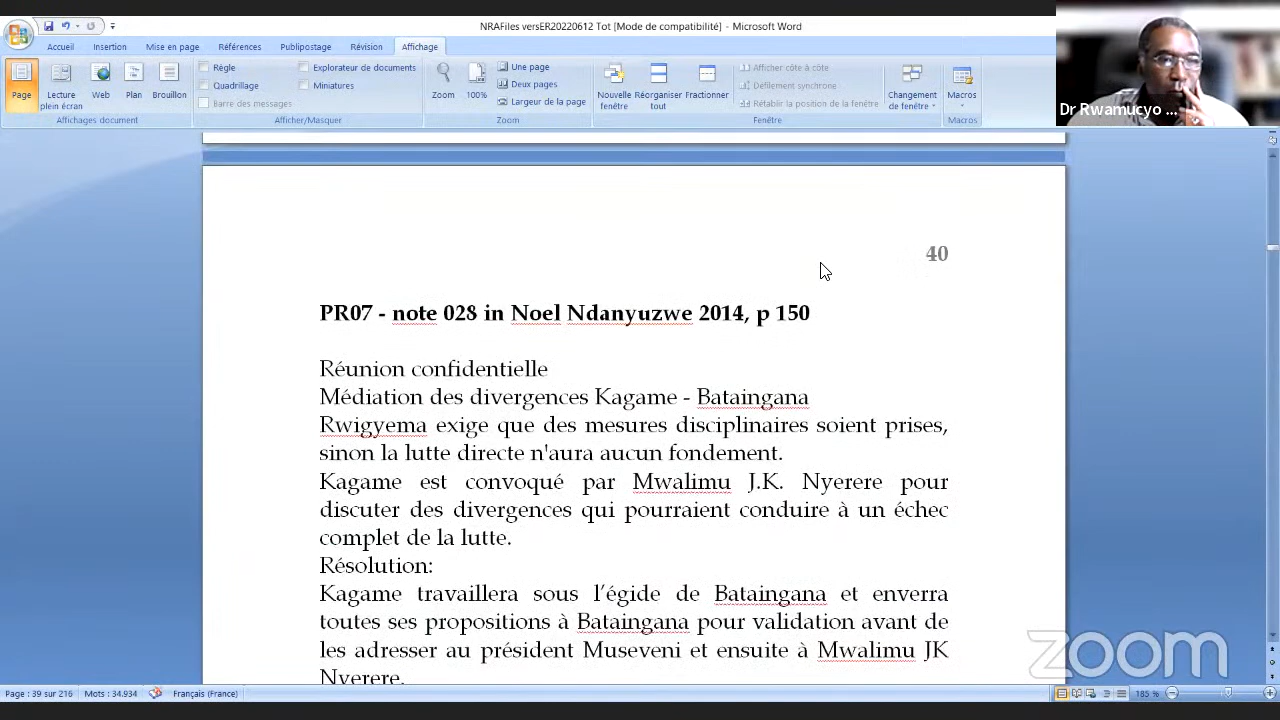 NRAFiles versER20220612 Tot [Mode de compatibilité] - Microsoft Word
Accueil Insertion Mise en page Références Publipostage Révision Affichage
Page
Lecture plein écran
Web
Plan
Brouillon
Affichages document
Règle
Quadrillage
Barre des messages
Explorateur de documents
Miniatures
Afficher/Masquer
Zoom
100%
Une page
Deux pages
Largeur de la page
Zoom
Nouvelle fenêtre
Réorganiser tout
Fractionner
Afficher côte à côte
Défilement synchrone
Rétablir la position de la fenêtre
Fenêtre
Changement de fenêtre
Macros
Macros
Dr Rwamucyo ...
40
PR07 - note 028 in Noel Ndanyuzwe 2014, p 150
Réunion confidentielle
Médiation des divergences Kagame - Bataingana
Rwigyema exige que des mesures disciplinaires soient prises,
sinon la lutte directe n'aura aucun fondement.
Kagame est convoqué par Mwalimu J.K. Nyerere pour
discuter des divergences qui pourraient conduire à un échec
complet de la lutte.
Résolution:
Kagame travaillera sous l’égide de Bataingana et enverra
toutes ses propositions à Bataingana pour validation avant de
les adresser au président Museveni et ensuite à Mwalimu JK
Nyerere.
zoom
Page : 39 sur 216 Mots : 34.934 Français (France) 185 %